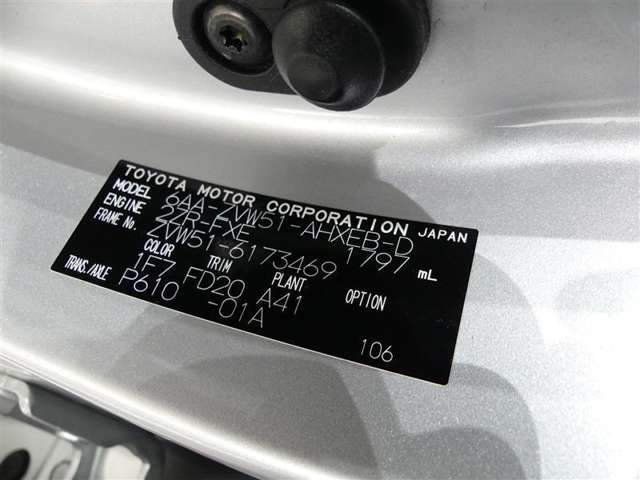 TOYOTA MOTOR CORPORATION JAPAN
MODEL 6AA-ZVW51-AHXEB-D
ENGINE 2ZR-FXE 1797 mL
FRAME No. ZVW51-6173469
COLOR TRIM PLANT OPTION
1F7 FD20 A41
TRANS./AXLE P610 -01A
106